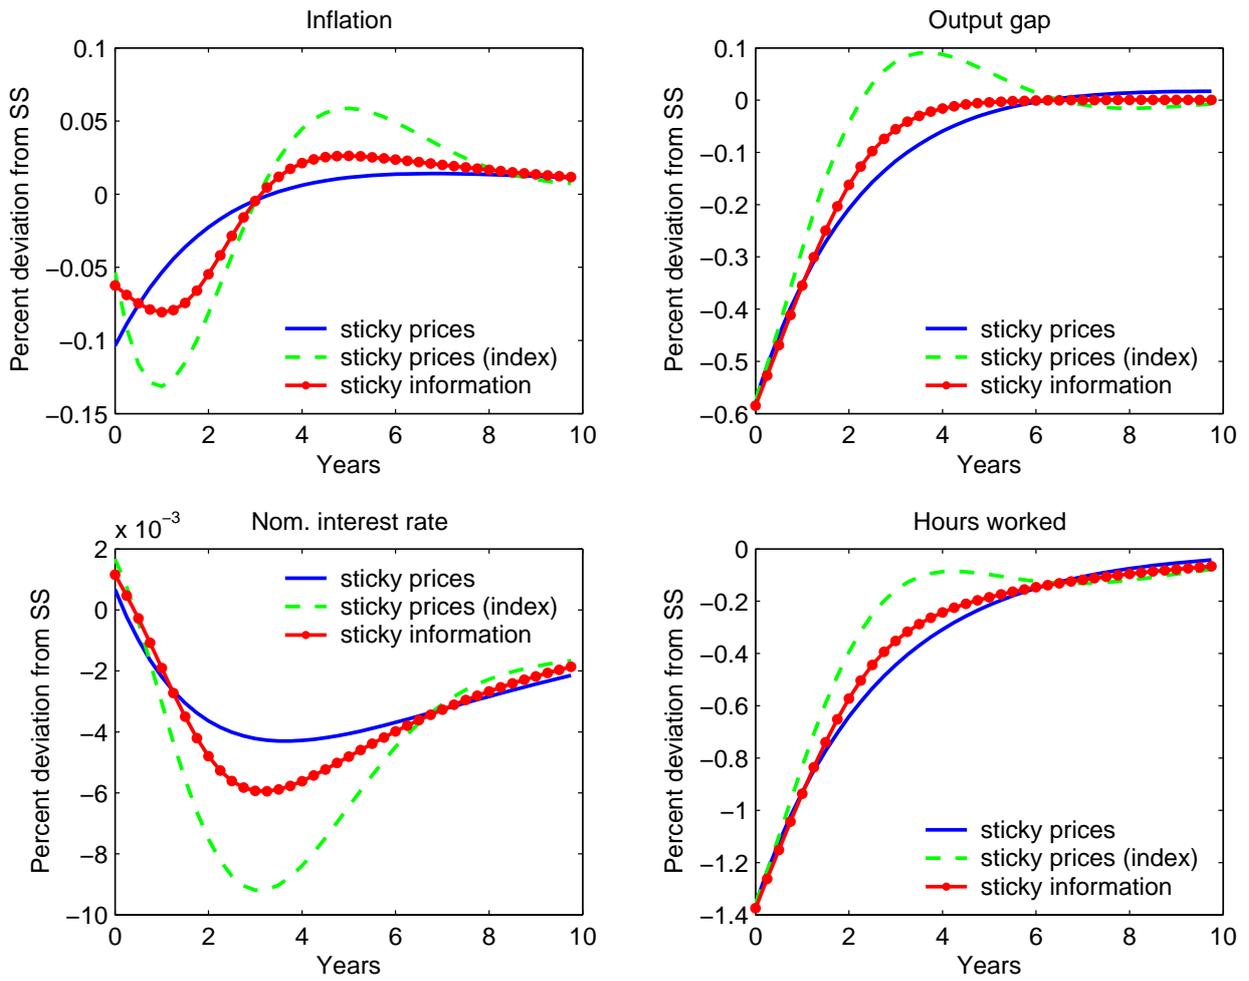 Inflation
Percent deviation from SS
0.1
0.05
0
−0.05
−0.1
−0.15
sticky prices
sticky prices (index)
sticky information
0 2 4 6 8 10
Years
Output gap
Percent deviation from SS
0.1
0
−0.1
−0.2
−0.3
−0.4
−0.5
−0.6
sticky prices
sticky prices (index)
sticky information
0 2 4 6 8 10
Years
Nom. interest rate
x 10−3
Percent deviation from SS
2
0
−2
−4
−6
−8
−10
sticky prices
sticky prices (index)
sticky information
0 2 4 6 8 10
Years
Hours worked
Percent deviation from SS
0
−0.2
−0.4
−0.6
−0.8
−1
−1.2
−1.4
sticky prices
sticky prices (index)
sticky information
0 2 4 6 8 10
Years